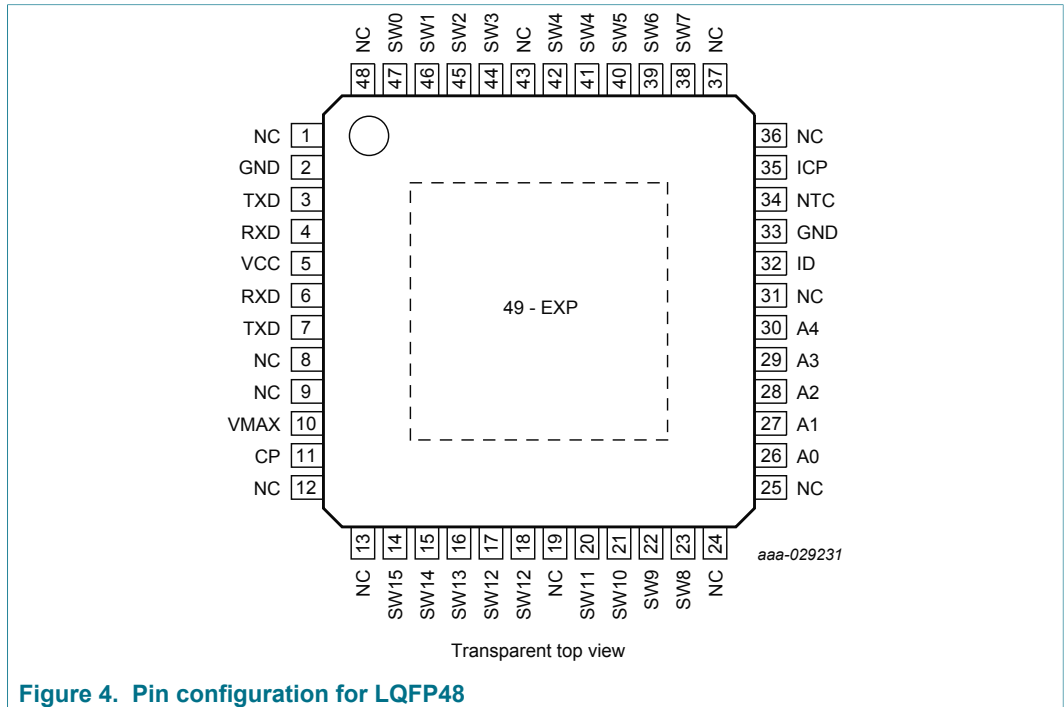 NC SW0 SW1 SW2 SW3 NC SW4 SW4 SW5 SW6 SW7 NC
48 47 46 45 44 43 42 41 40 39 38 37
NC 1
GND 2
TXD 3
RXD 4
VCC 5
RXD 6
TXD 7
NC 8
NC 9
VMAX 10
CP 11
NC 12
49 - EXP
36 NC
35 ICP
34 NTC
33 GND
32 ID
31 NC
30 A4
29 A3
28 A2
27 A1
26 A0
25 NC
13 14 15 16 17 18 19 20 21 22 23 24
NC SW15 SW14 SW13 SW12 SW12 NC SW11 SW10 SW9 SW8 NC
aaa-029231
Transparent top view
Figure 4. Pin configuration for LQFP48